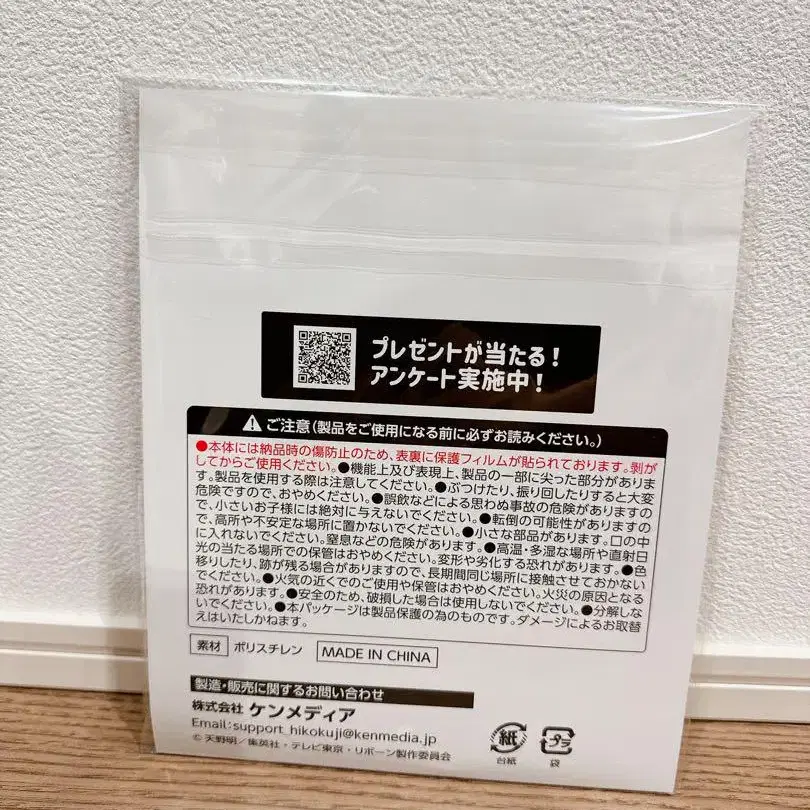 プレゼントが当たる！
アンケート実施中！
ご注意(製品をご使用になる前に必ずお読みください。)
●本体には納品時の傷防止のため、表裏に保護フィルムが貼られております。剥が
してからご使用ください。●機能上及び表現上、製品の一部に尖った部分がありま
す。製品を使用する際は注意してください。●ぶつけたり、振り回したりすると大変
危険ですので、おやめください。●誤飲などによる思わぬ事故の危険がありますの
で、小さいお子様には絶対に与えないでください。●転倒の可能性がありますの
で、高所や不安定な場所に置かないでください。●小さな部品があります。口の中
に入れないでください。窒息などの危険があります。●高温・多湿な場所や直射日
光の当たる場所での保管はおやめください。変形や劣化する恐れがあります。●色
移りしたり、跡が残る場合がありますので、長期間同じ場所に接触させておかない
でください。●火気の近くでのご使用や保管はおやめください。火災の原因となる
恐れがあります。●安全のため、破損した場合は使用しないでください。●分解しな
いでください。●本パッケージは製品保護の為のものです。ダメージによるお取替
えはいたしかねます。
素材 ポリスチレン MADE IN CHINA
製造・販売に関するお問い合わせ
株式会社 ケンメディア
Email:support_hikokuji@kenmedia.jp
© 天野明／集英社・テレビ東京・リボーン製作委員会
紙 プラ
台紙 袋